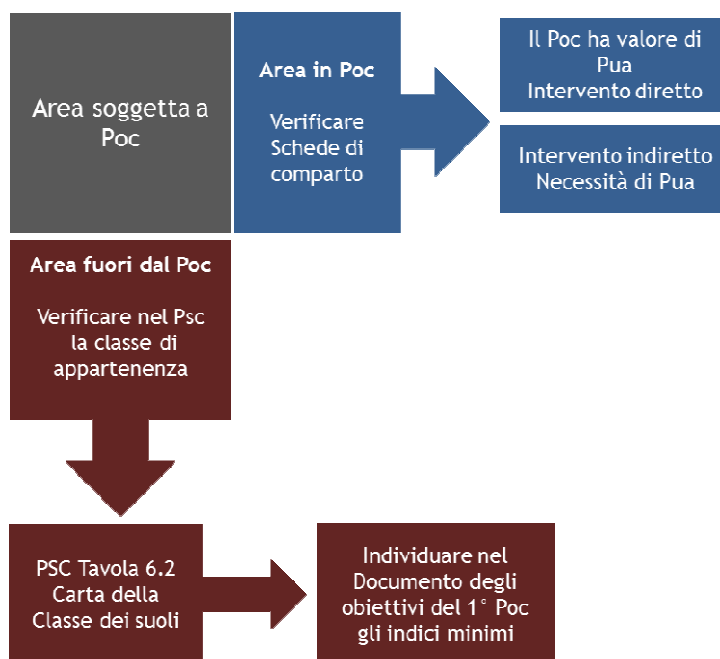 Area soggetta a
Poc
Area in Poc
Verificare
Schede di
comparto
Il Poc ha valore di
Pua
Intervento diretto
Intervento indiretto
Necessità di Pua
Area fuori dal Poc
Verificare nel Psc
la classe di
appartenenza
PSC Tavola 6.2
Carta della
Classe dei suoli
Individuare nel
Documento degli
obiettivi del 1° Poc
gli indici minimi